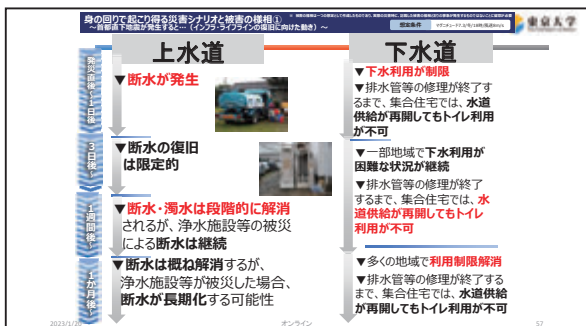 身の回りで起こり得る災害シナリオと被害の様相①
～首都直下地震が発生すると…（インフラ・ライフラインの復旧に向けた動き）～
想定条件
東京大学
上水道
下水道
発災直後～1日後
▼断水が発生
▼下水利用が制限
▼排水管等の修理が終了す
るまで、集合住宅では、水道
供給が再開してもトイレ利用
が不可
3日後～
▼断水の復旧
は限定的
▼一部地域で下水利用が
困難な状況が継続
▼排水管等の修理が終了
するまで、集合住宅では、水
道供給が再開してもトイレ
利用が不可
1週間後～
▼断水・濁水は段階的に解消
されるが、浄水施設等の被災
による断水は継続
1か月後～
▼断水は概ね解消するが、
浄水施設等が被災した場合、
断水が長期化する可能性
▼多くの地域で利用制限解消
▼排水管等の修理が終了する
まで、集合住宅では、水道供給
が再開してもトイレ利用が不可
オンライン
57